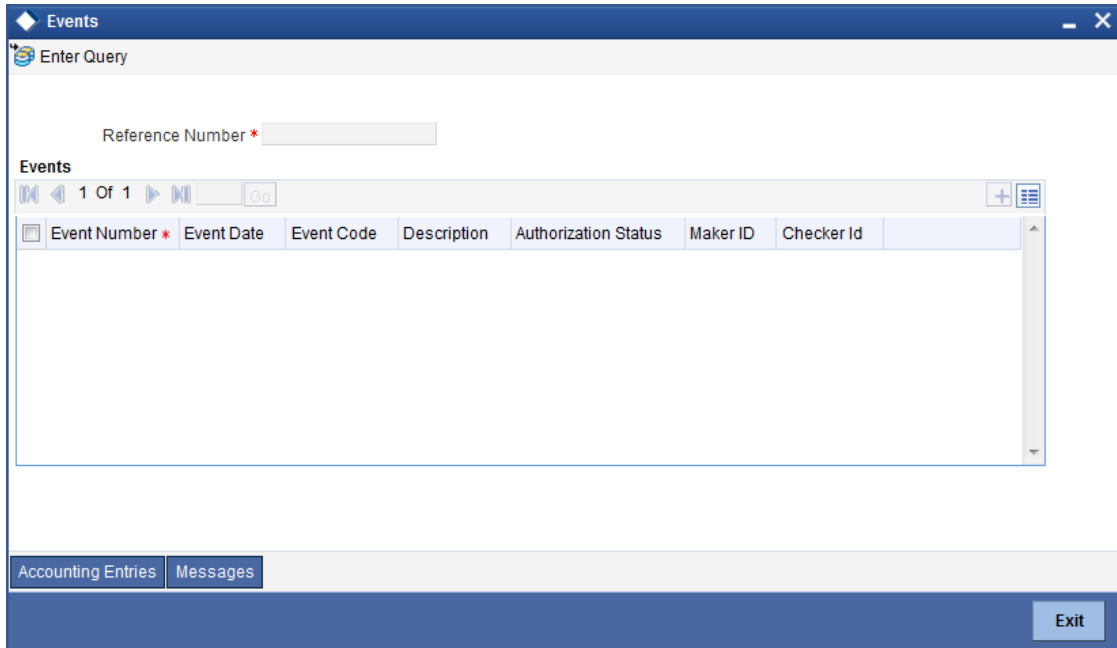 Events
Enter Query
Reference Number *
Events
1 Of 1 Go
Event Number * Event Date Event Code Description Authorization Status Maker ID Checker Id
Accounting Entries Messages
Exit